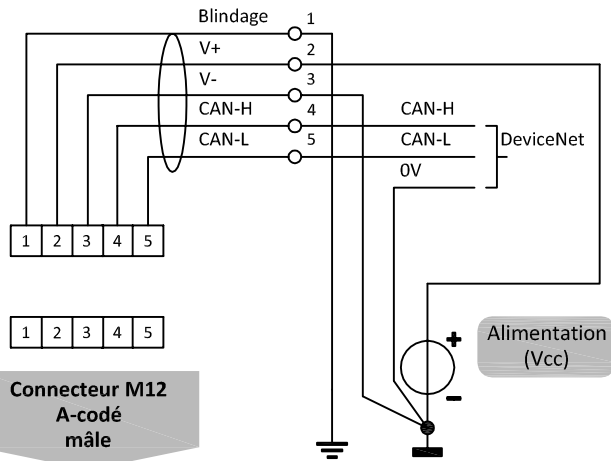 Blindage 1
V+ 2
V- 3
CAN-H 4 CAN-H
CAN-L 5 CAN-L DeviceNet
0V
1 2 3 4 5
1 2 3 4 5
+
Alimentation
(Vcc)
-
Connecteur M12
A-codé
mâle